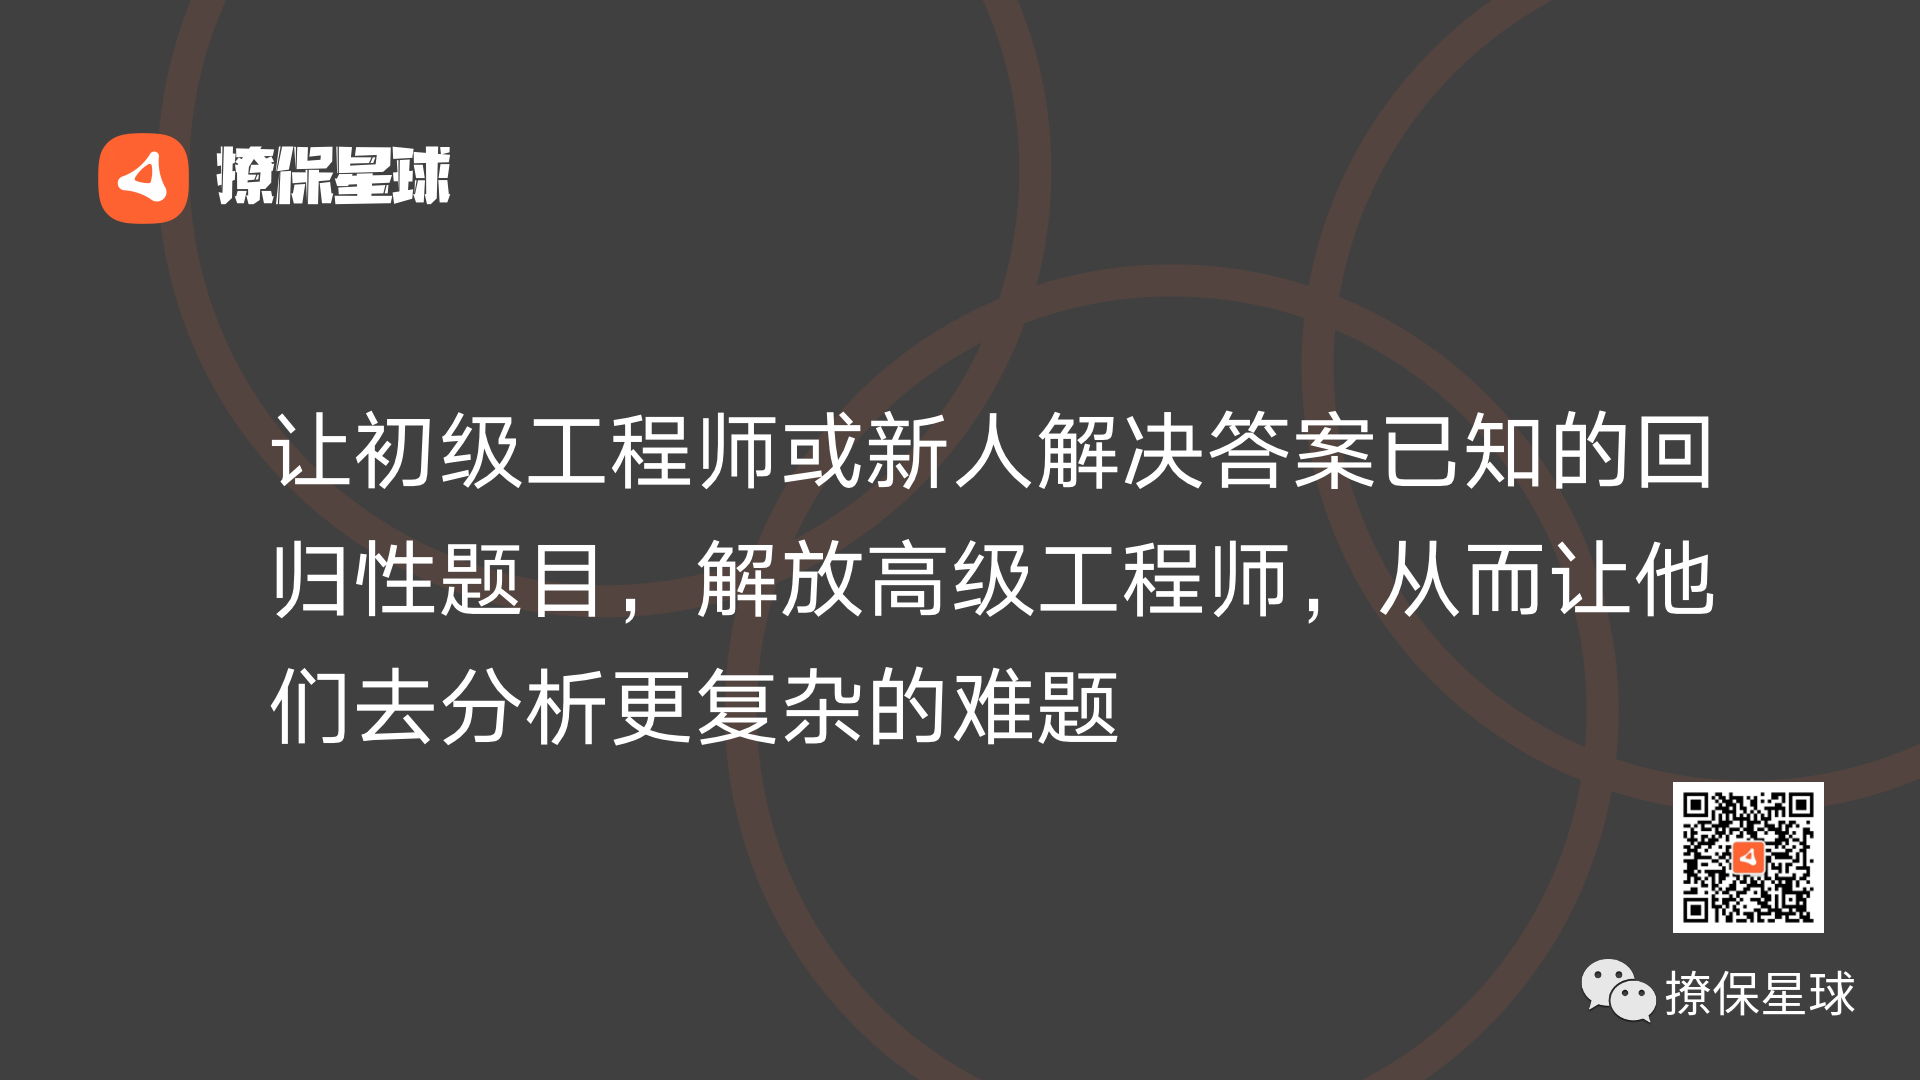 撩保星球
让初级工程师或新人解决答案已知的回
归性题目，解放高级工程师，从而让他
们去分析更复杂的难题
撩保星球